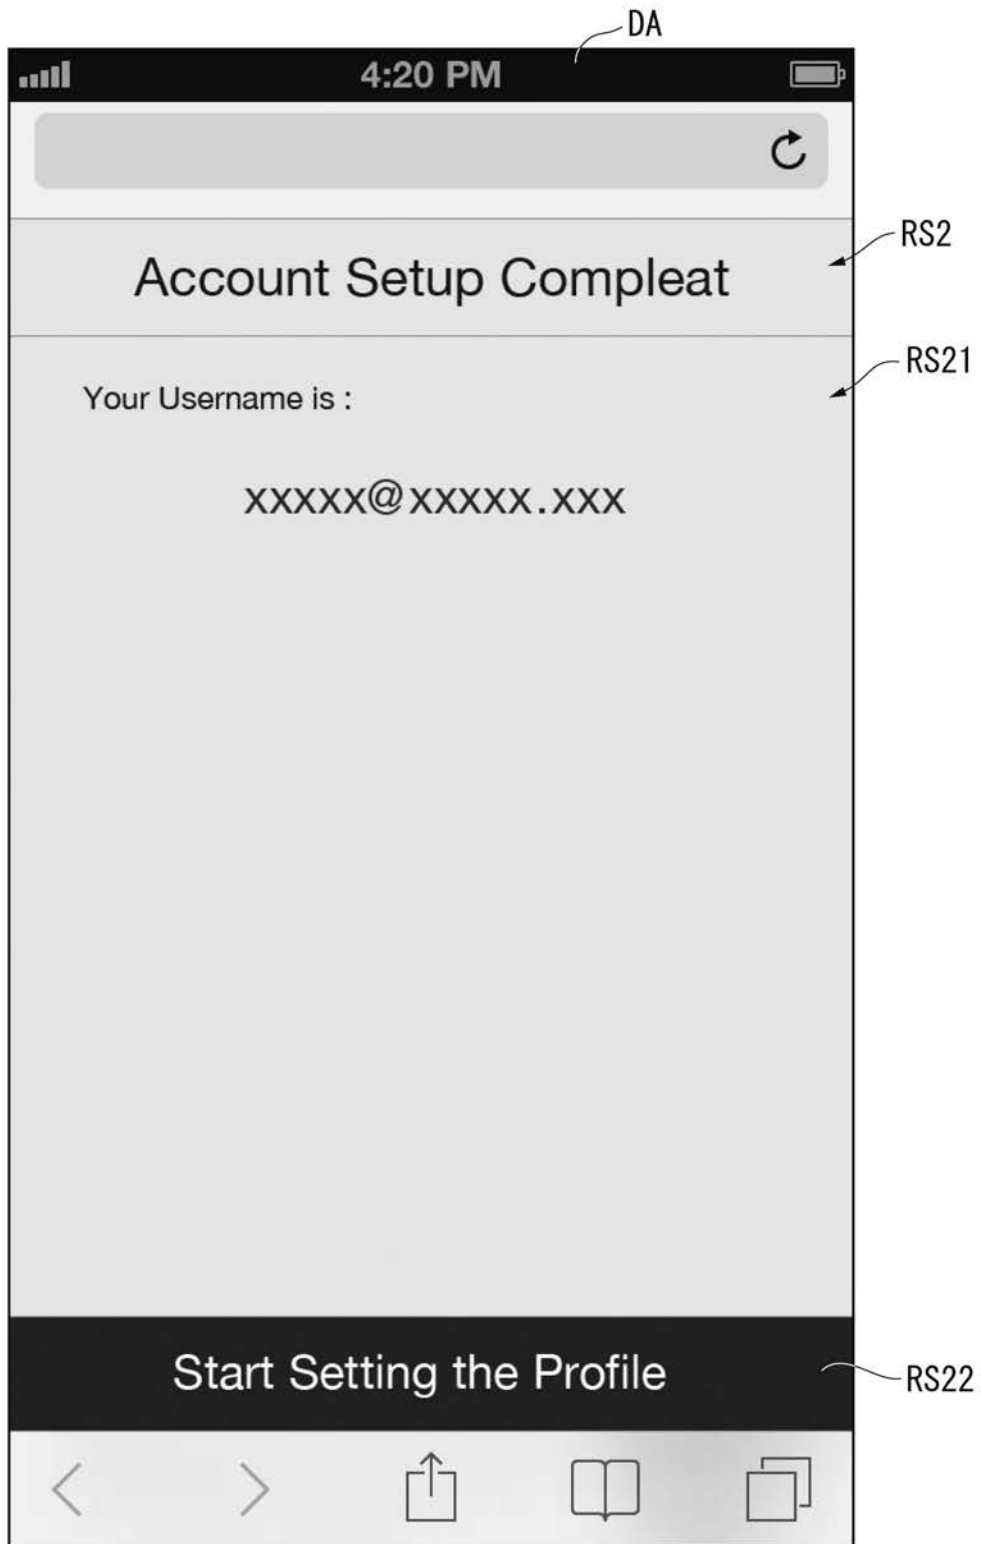 DA
4:20 PM
RS2
Account Setup Compleat
RS21
Your Username is :
xxxxx@xxxxx.xxx
Start Setting the Profile
RS22